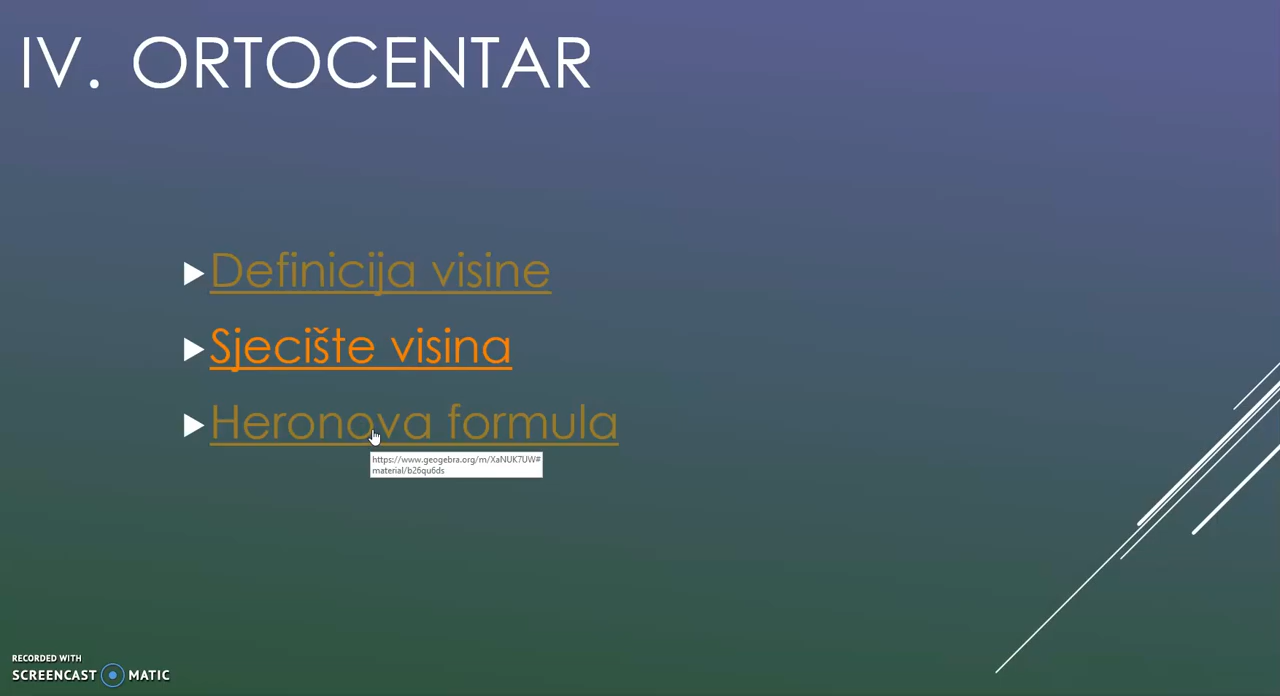 IV. ORTOCENTAR
Definicija visine
Sjecište visina
Heronova formula
https://www.geogebra.org/m/XaNUK7UW#
material/b26qu6ds
RECORDED WITH
SCREENCAST MATIC